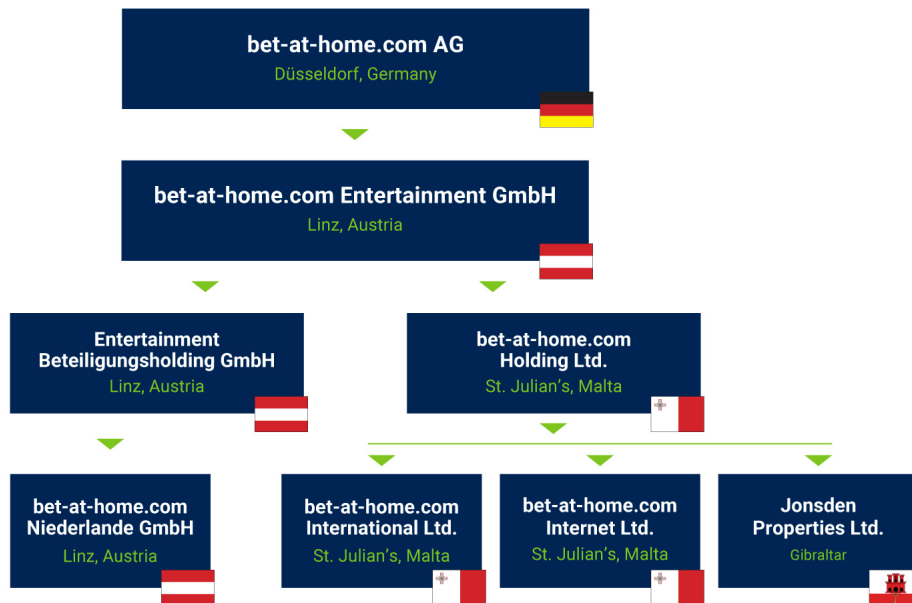 bet-at-home.com AG
Düsseldorf, Germany
bet-at-home.com Entertainment GmbH
Linz, Austria
Entertainment
Beteiligungsholding GmbH
Linz, Austria
bet-at-home.com
Holding Ltd.
St. Julian's, Malta
bet-at-home.com
Niederlande GmbH
Linz, Austria
bet-at-home.com
International Ltd.
St. Julian's, Malta
bet-at-home.com
Internet Ltd.
St. Julian's, Malta
Jonsden
Properties Ltd.
Gibraltar